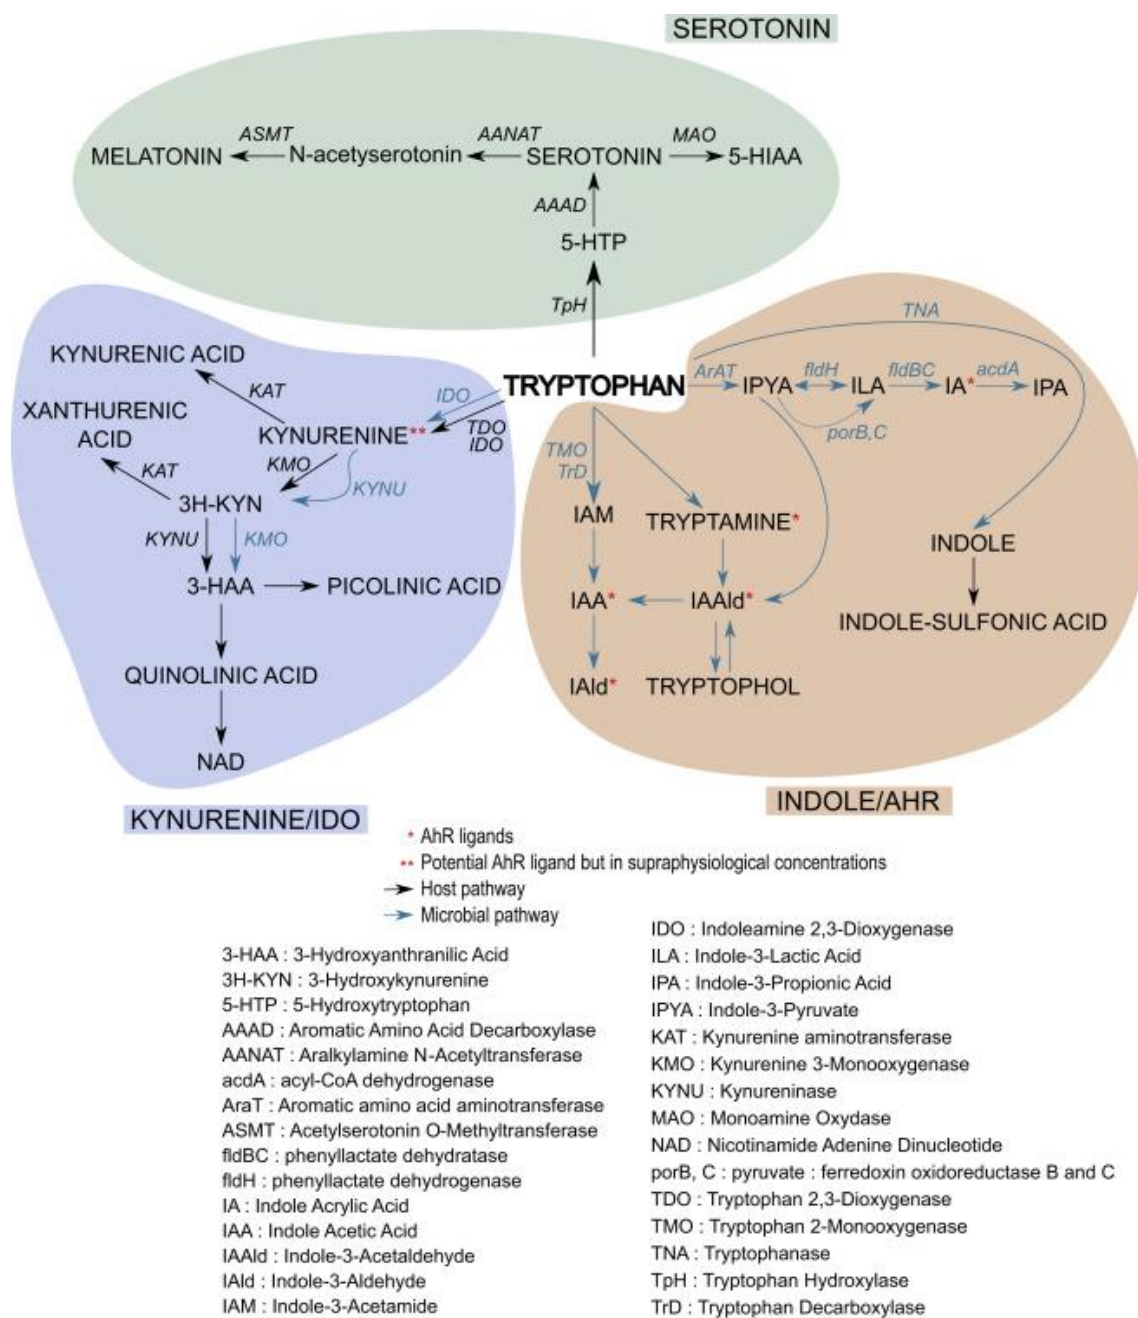 SEROTONIN
ASMT
AANAT
MAO
MELATONIN
N-acetyserotonin
SEROTONIN
5-HIAA
AAAD
5-HTP
TpH
TNA
KYNURENIC ACID
KAT
IDO
TRYPTOPHAN
ArAT
IPYA
fldH
ILA
fldBC
IA*
acdA
IPA
XANTHURENIC
ACID
KYNURENINE**
TDO
IDO
porB,C
KMO
KAT
KYNU
TMO
TrD
3H-KYN
IAM
TRYPTAMINE*
KYNU
KMO
INDOLE
3-HAA
PICOLINIC ACID
IAA*
IAAld*
INDOLE-SULFONIC ACID
QUINOLINIC ACID
IAld*
TRYPTOPHOL
NAD
KYNURENINE/IDO
INDOLE/AHR
* AhR ligands
** Potential AhR ligand but in supraphysiological concentrations
Host pathway
Microbial pathway
3-HAA : 3-Hydroxyanthranilic Acid
3H-KYN : 3-Hydroxykynurenine
5-HTP : 5-Hydroxytryptophan
AAAD : Aromatic Amino Acid Decarboxylase
AANAT : Aralkylamine N-Acetyltransferase
acdA : acyl-CoA dehydrogenase
AraT : Aromatic amino acid aminotransferase
ASMT : Acetylserotonin O-Methyltransferase
fldBC : phenyllactate dehydratase
fldH : phenyllactate dehydrogenase
IA : Indole Acrylic Acid
IAA : Indole Acetic Acid
IAAld : Indole-3-Acetaldehyde
IAld : Indole-3-Aldehyde
IAM : Indole-3-Acetamide
IDO : Indoleamine 2,3-Dioxygenase
ILA : Indole-3-Lactic Acid
IPA : Indole-3-Propionic Acid
IPYA : Indole-3-Pyruvate
KAT : Kynurenine aminotransferase
KMO : Kynurenine 3-Monooxygenase
KYNU : Kynureninase
MAO : Monoamine Oxydase
NAD : Nicotinamide Adenine Dinucleotide
porB, C : pyruvate : ferredoxin oxidoreductase B and C
TDO : Tryptophan 2,3-Dioxygenase
TMO : Tryptophan 2-Monooxygenase
TNA : Tryptophanase
TpH : Tryptophan Hydroxylase
TrD : Tryptophan Decarboxylase